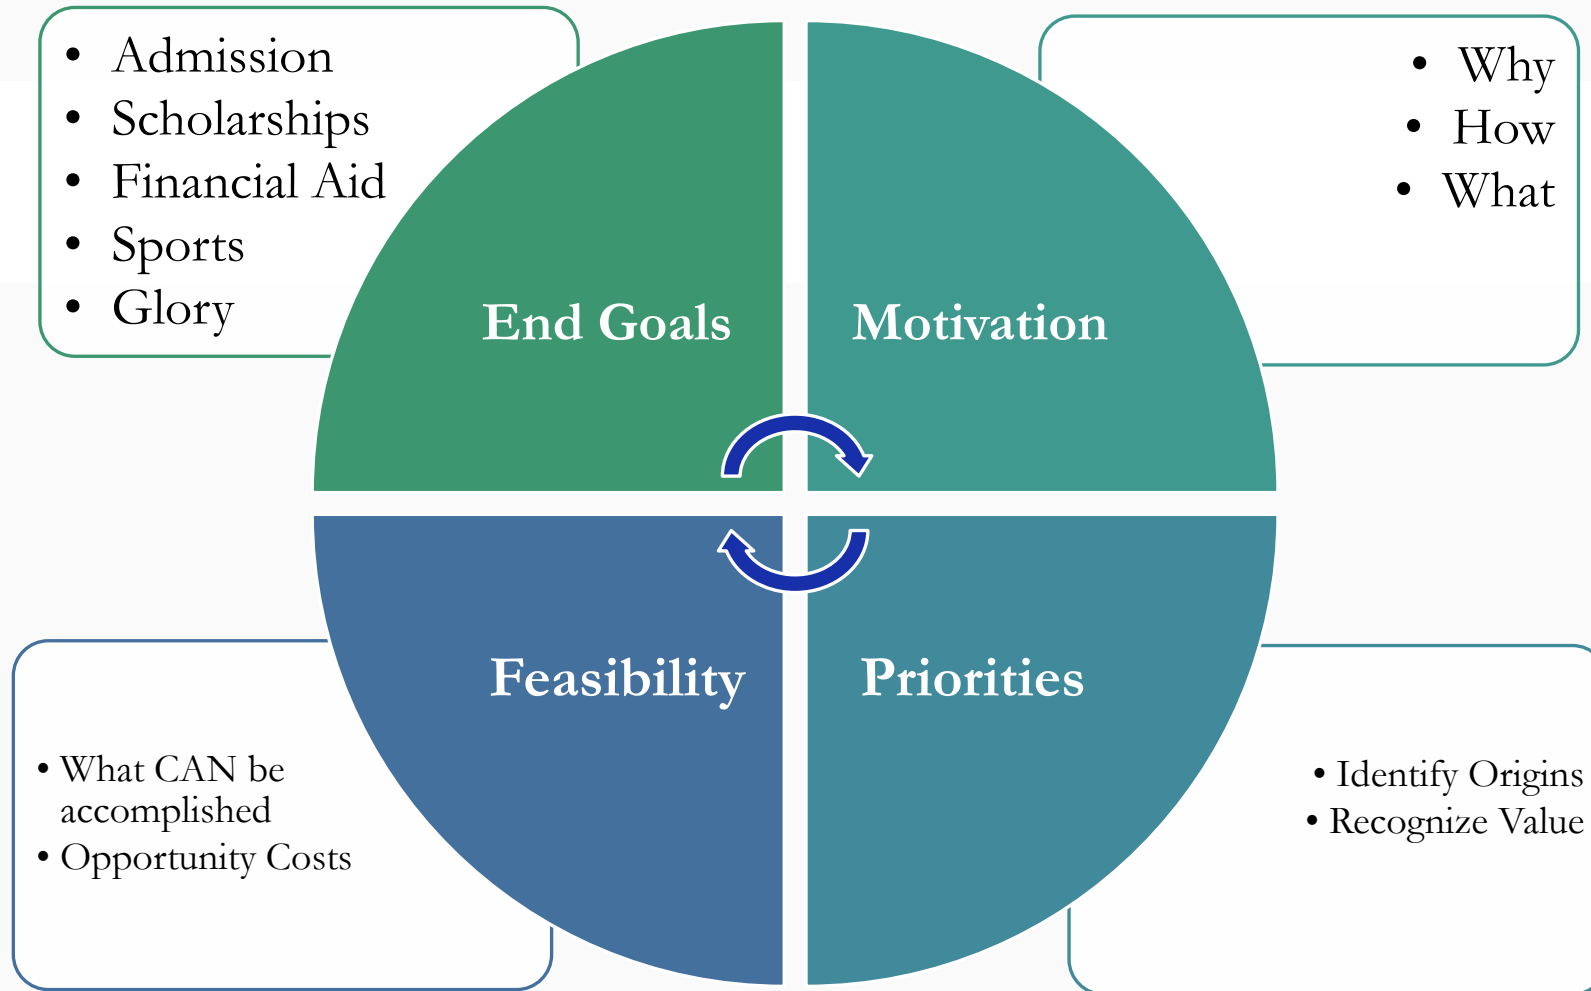 • Admission
• Scholarships
• Financial Aid
• Sports
• Glory
End Goals
• Why
• How
• What
Motivation
Feasibility
• What CAN be
accomplished
• Opportunity Costs
Priorities
• Identify Origins
• Recognize Value